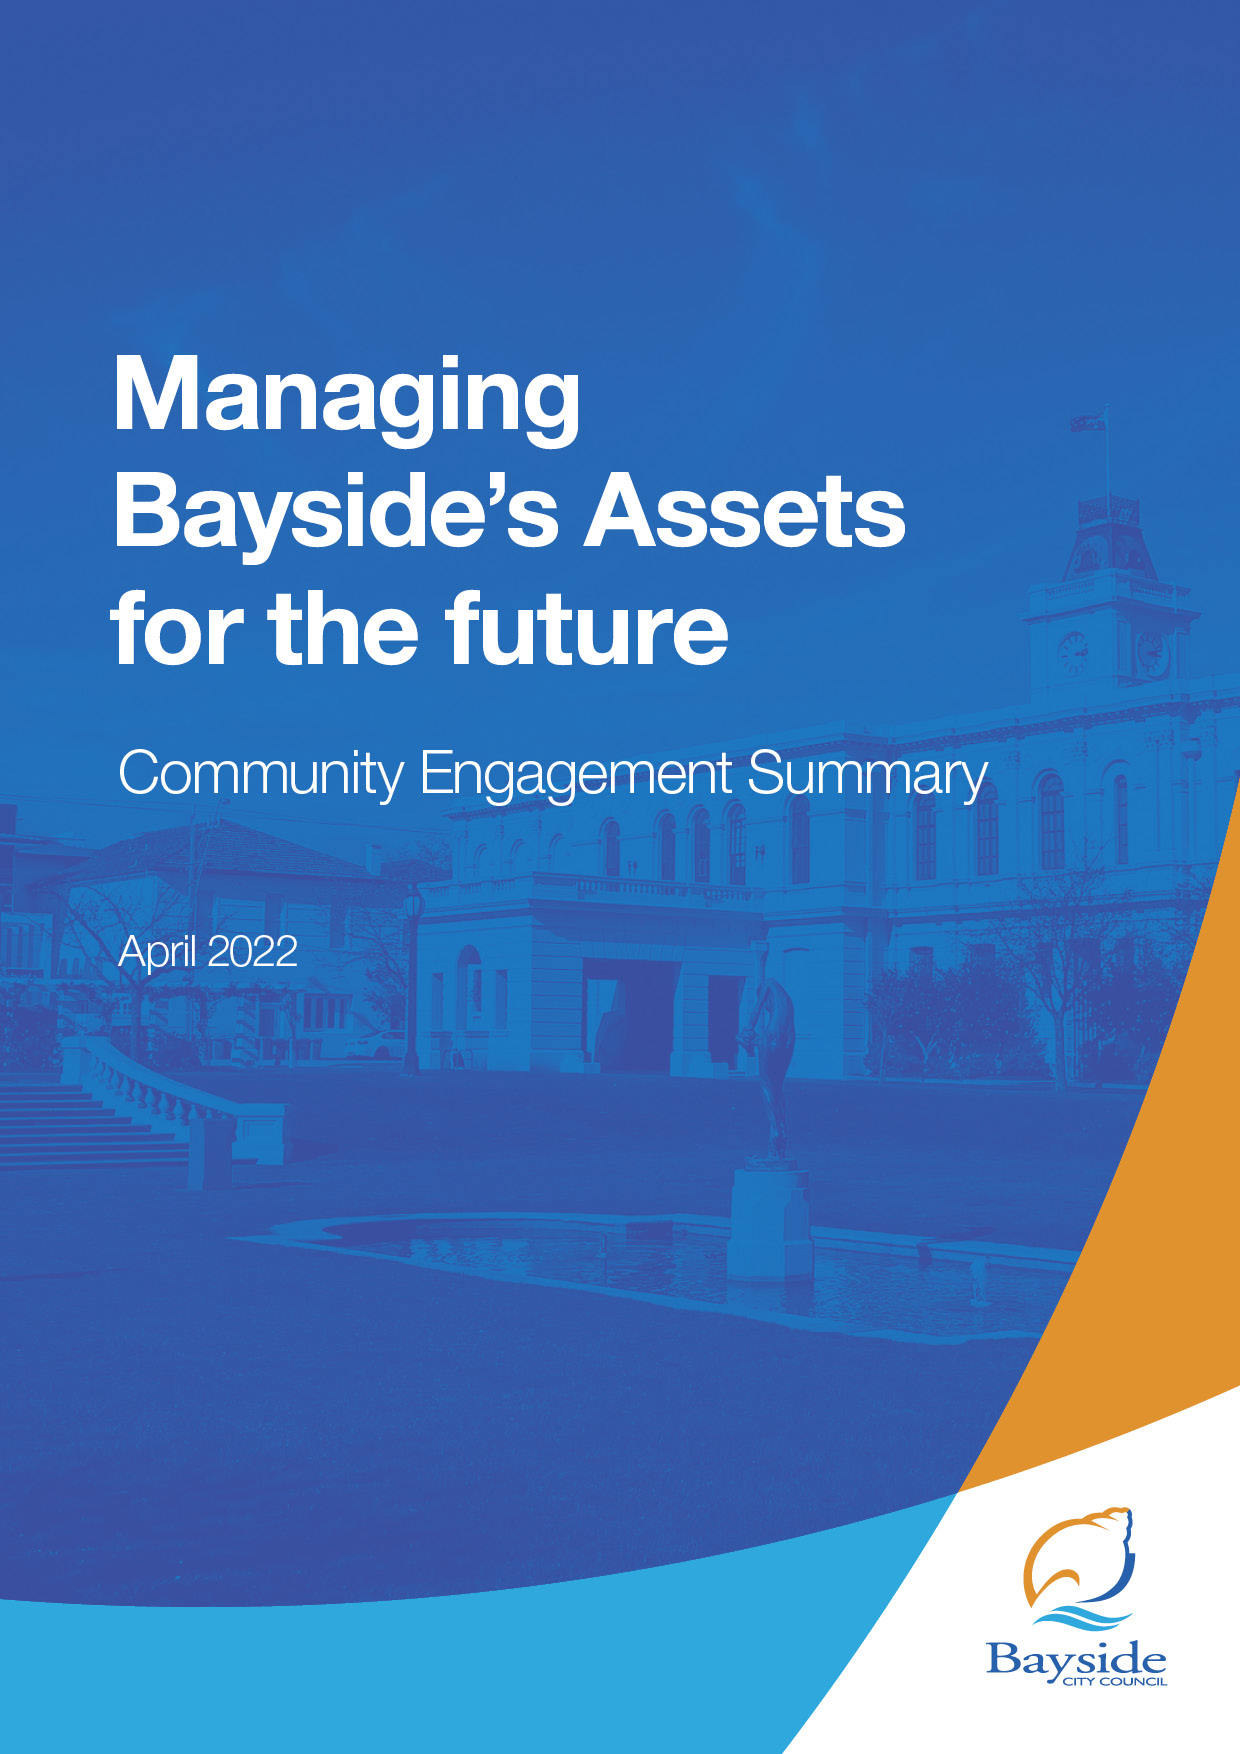 Managing
Bayside’s Assets
for the future
Community Engagement Summary
April 2022
Bayside
CITY COUNCIL